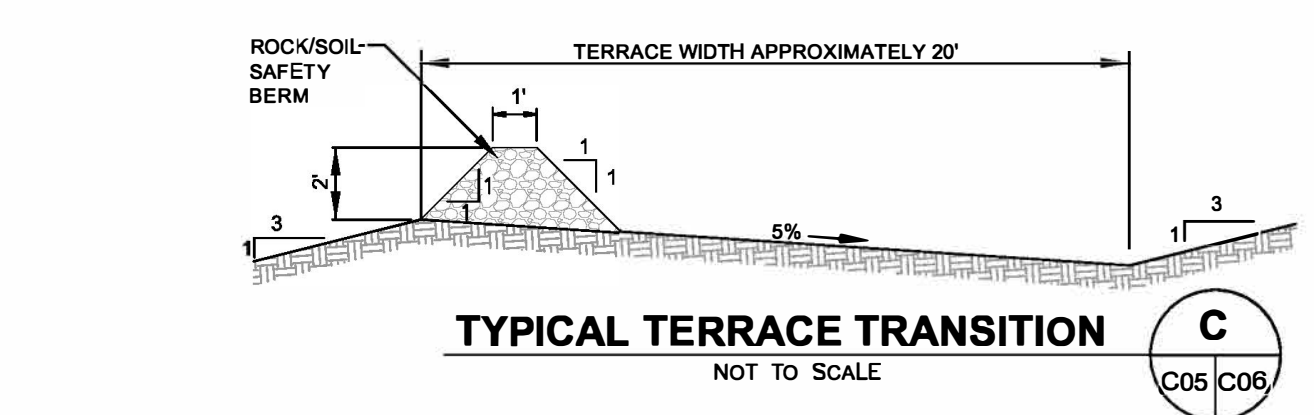 ROCK/SOIL
SAFETY
BERM
TERRACE WIDTH APPROXIMATELY 20'
1'
2'
1
1
1
1
3
1
5%
3
1
TYPICAL TERRACE TRANSITION
NOT TO SCALE
C
C05 C06